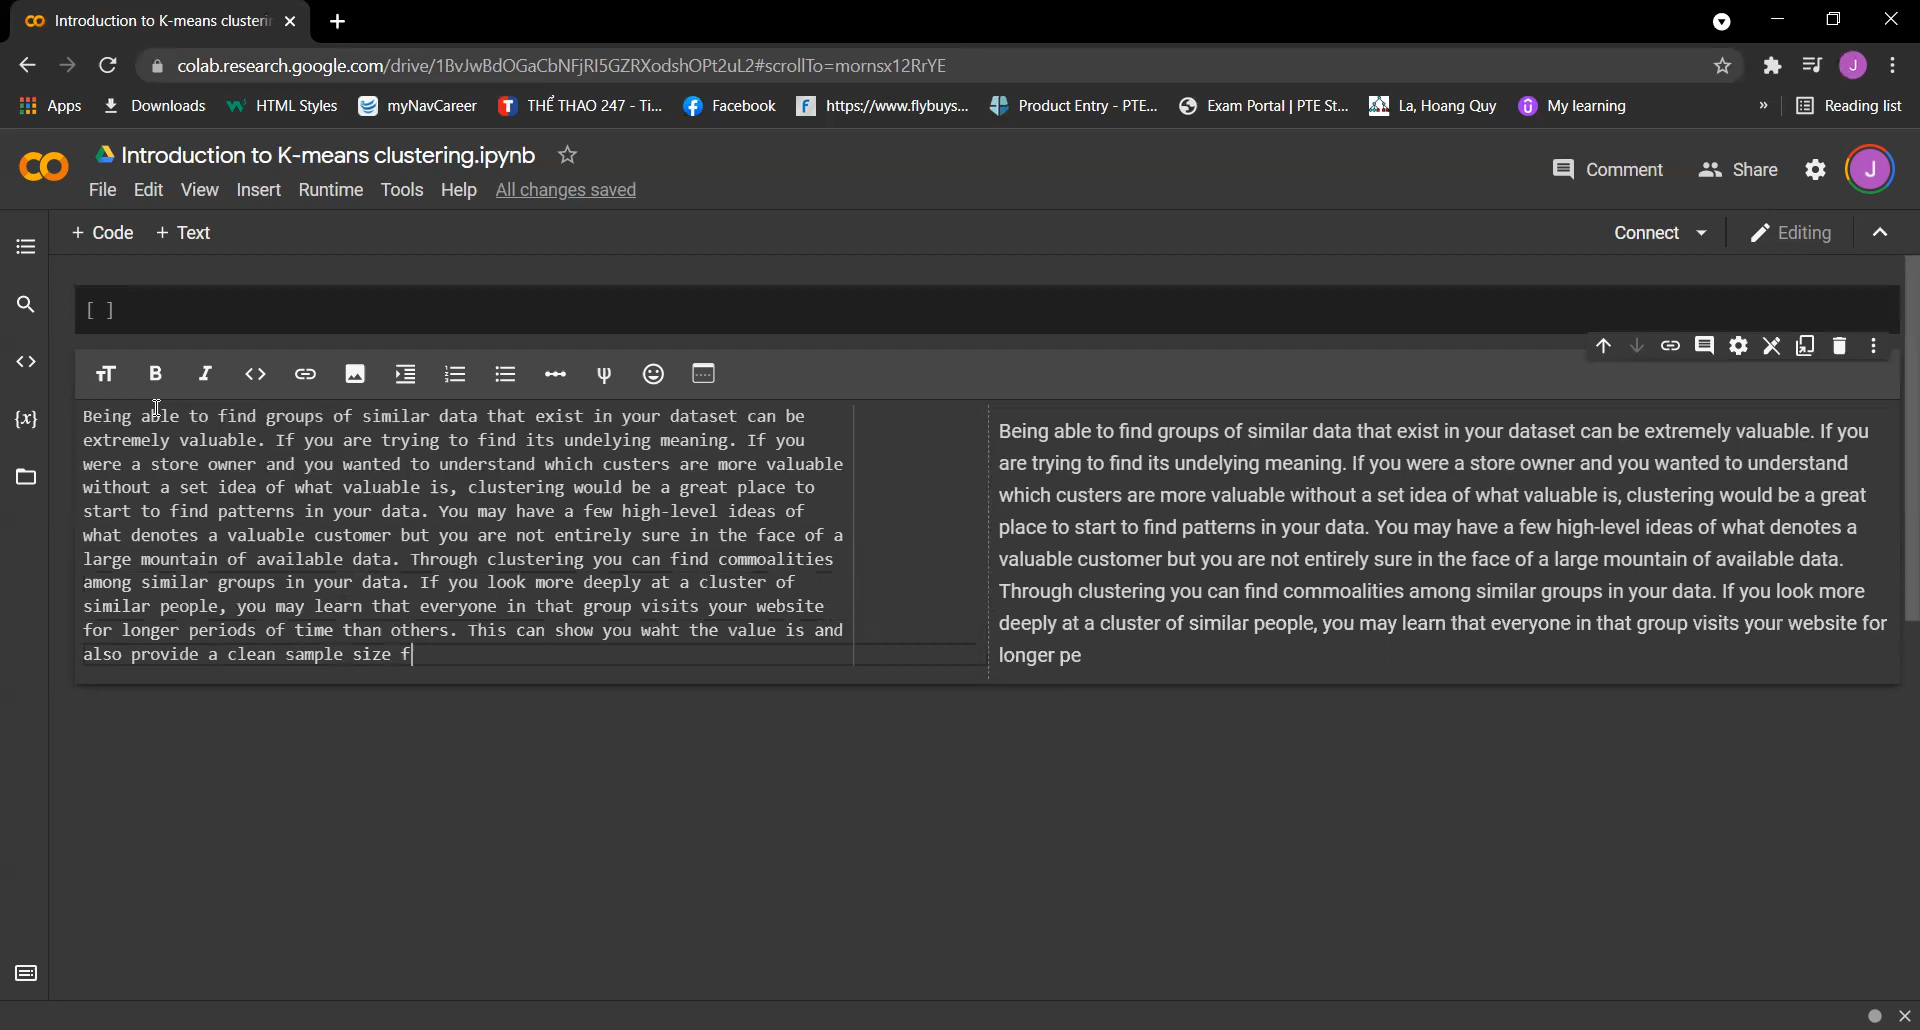 Introduction to K-means clusterin
colab.research.google.com/drive/1BvJwBdOGaCbNFjRI5GZRXodshOPt2uL2#scrollTo=mornsx12RrYE
J
Apps Downloads HTML Styles myNavCareer THỂ THAO 247 - Ti... Facebook https://www.flybuys... Product Entry - PTE... Exam Portal | PTE St... La, Hoang Quy My learning » Reading list
Introduction to K-means clustering.ipynb
Comment Share J
File Edit View Insert Runtime Tools Help All changes saved
+ Code + Text Connect Editing
[ ]
Being able to find groups of similar data that exist in your dataset can be
extremely valuable. If you are trying to find its undelying meaning. If you
were a store owner and you wanted to understand which custers are more valuable
without a set idea of what valuable is, clustering would be a great place to
start to find patterns in your data. You may have a few high-level ideas of
what denotes a valuable customer but you are not entirely sure in the face of a
large mountain of available data. Through clustering you can find commoalities
among similar groups in your data. If you look more deeply at a cluster of
similar people, you may learn that everyone in that group visits your website
for longer periods of time than others. This can show you waht the value is and
also provide a clean sample size f
Being able to find groups of similar data that exist in your dataset can be extremely valuable. If you
are trying to find its undelying meaning. If you were a store owner and you wanted to understand
which custers are more valuable without a set idea of what valuable is, clustering would be a great
place to start to find patterns in your data. You may have a few high-level ideas of what denotes a
valuable customer but you are not entirely sure in the face of a large mountain of available data.
Through clustering you can find commoalities among similar groups in your data. If you look more
deeply at a cluster of similar people, you may learn that everyone in that group visits your website for
longer pe